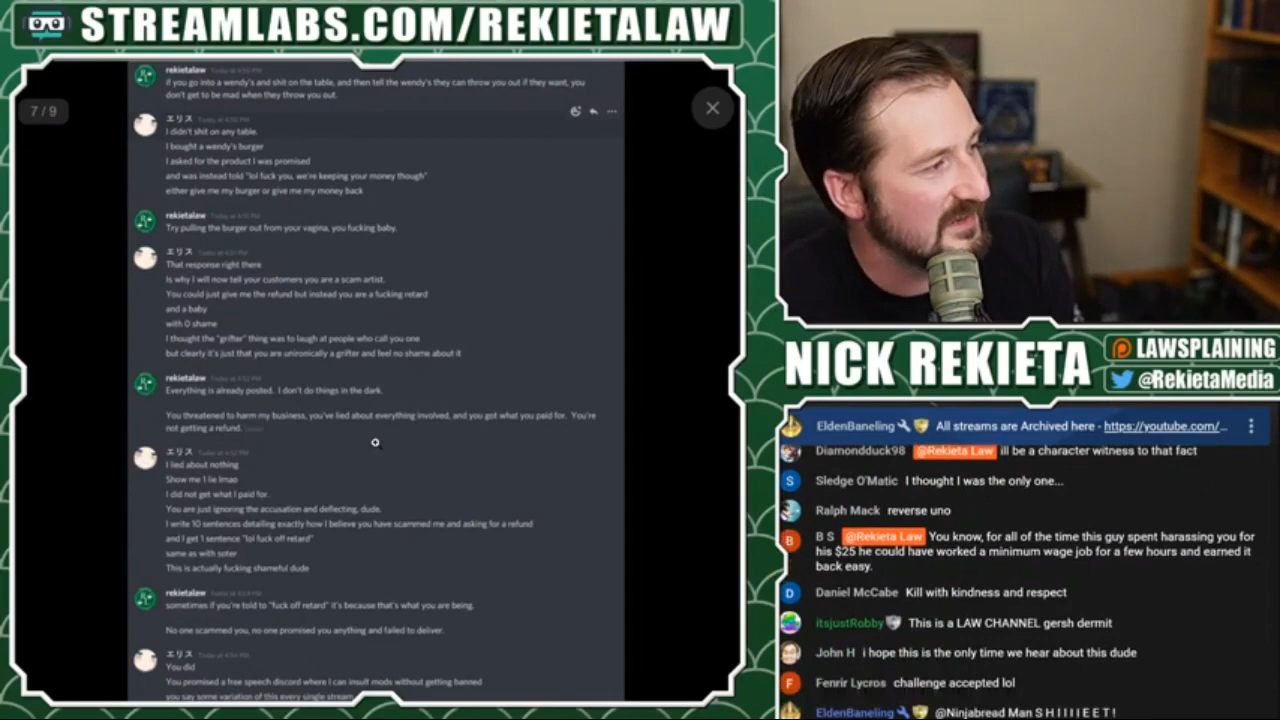 STREAMLABS.COM/REKIETALAW
7 / 9
rekietalaw
if you go into a wendy's and shit on the table, and then tell the wendy's they can throw you out if they want, you
don't get to be mad when they throw you out.
エリス
I didn't shit on any table.
I bought a wendy's burger
I asked for the product I was promised
and was instead told "lol fuck you, we're keeping your money though"
either give me my burger or give me my money back
rekietalaw
Try pulling the burger out from your vagina, you fucking baby.
エリス
That response right there
Is why I will now tell your customers you are a scam artist.
You could just give me the refund but instead you are a fucking retard
and a baby
with 0 shame
I thought the "grifter" thing was to laugh at people who call you one
but clearly it's just that you are unironically a grifter and feel no shame about it
rekietalaw
Everything is already posted. I don't do things in the dark.
You threatened to harm my business, you've lied about everything involved, and you got what you paid for. You're
not getting a refund.
エリス
I lied about nothing
Show me 1 lie lmao
I did not get what I paid for.
You are just ignoring the accusation and deflecting, dude.
I write 10 sentences detailing exactly how I believe you have scammed me and asking for a refund
and I get 1 sentence "lol fuck off retard"
same as with soter
This is actually fucking shameful dude
rekietalaw
sometimes if you're told to "fuck off retard" it's because that's what you are being.
No one scammed you, no one promised you anything and failed to deliver.
エリス
You did
You promised a free speech discord where I can insult mods without getting banned
you say some variation of this every single stream
NICK REKIETA
LAWSPLAINING
@RekietaMedia
EldenBaneling All streams are Archived here - https://youtube.com/...
Diamondduck98 @Rekieta Law ill be a character witness to that fact
Sledge O'Matic I thought I was the only one...
Ralph Mack reverse uno
B S @Rekieta Law You know, for all of the time this guy spent harassing you for
his $25 he could have worked a minimum wage job for a few hours and earned it
back easy.
Daniel McCabe Kill with kindness and respect
itsjustRobby This is a LAW CHANNEL gersh dermit
John H i hope this is the only time we hear about this dude
Fenrir Lycros challenge accepted lol
EldenBaneling @Ninjabread Man S H I I I I E E T !